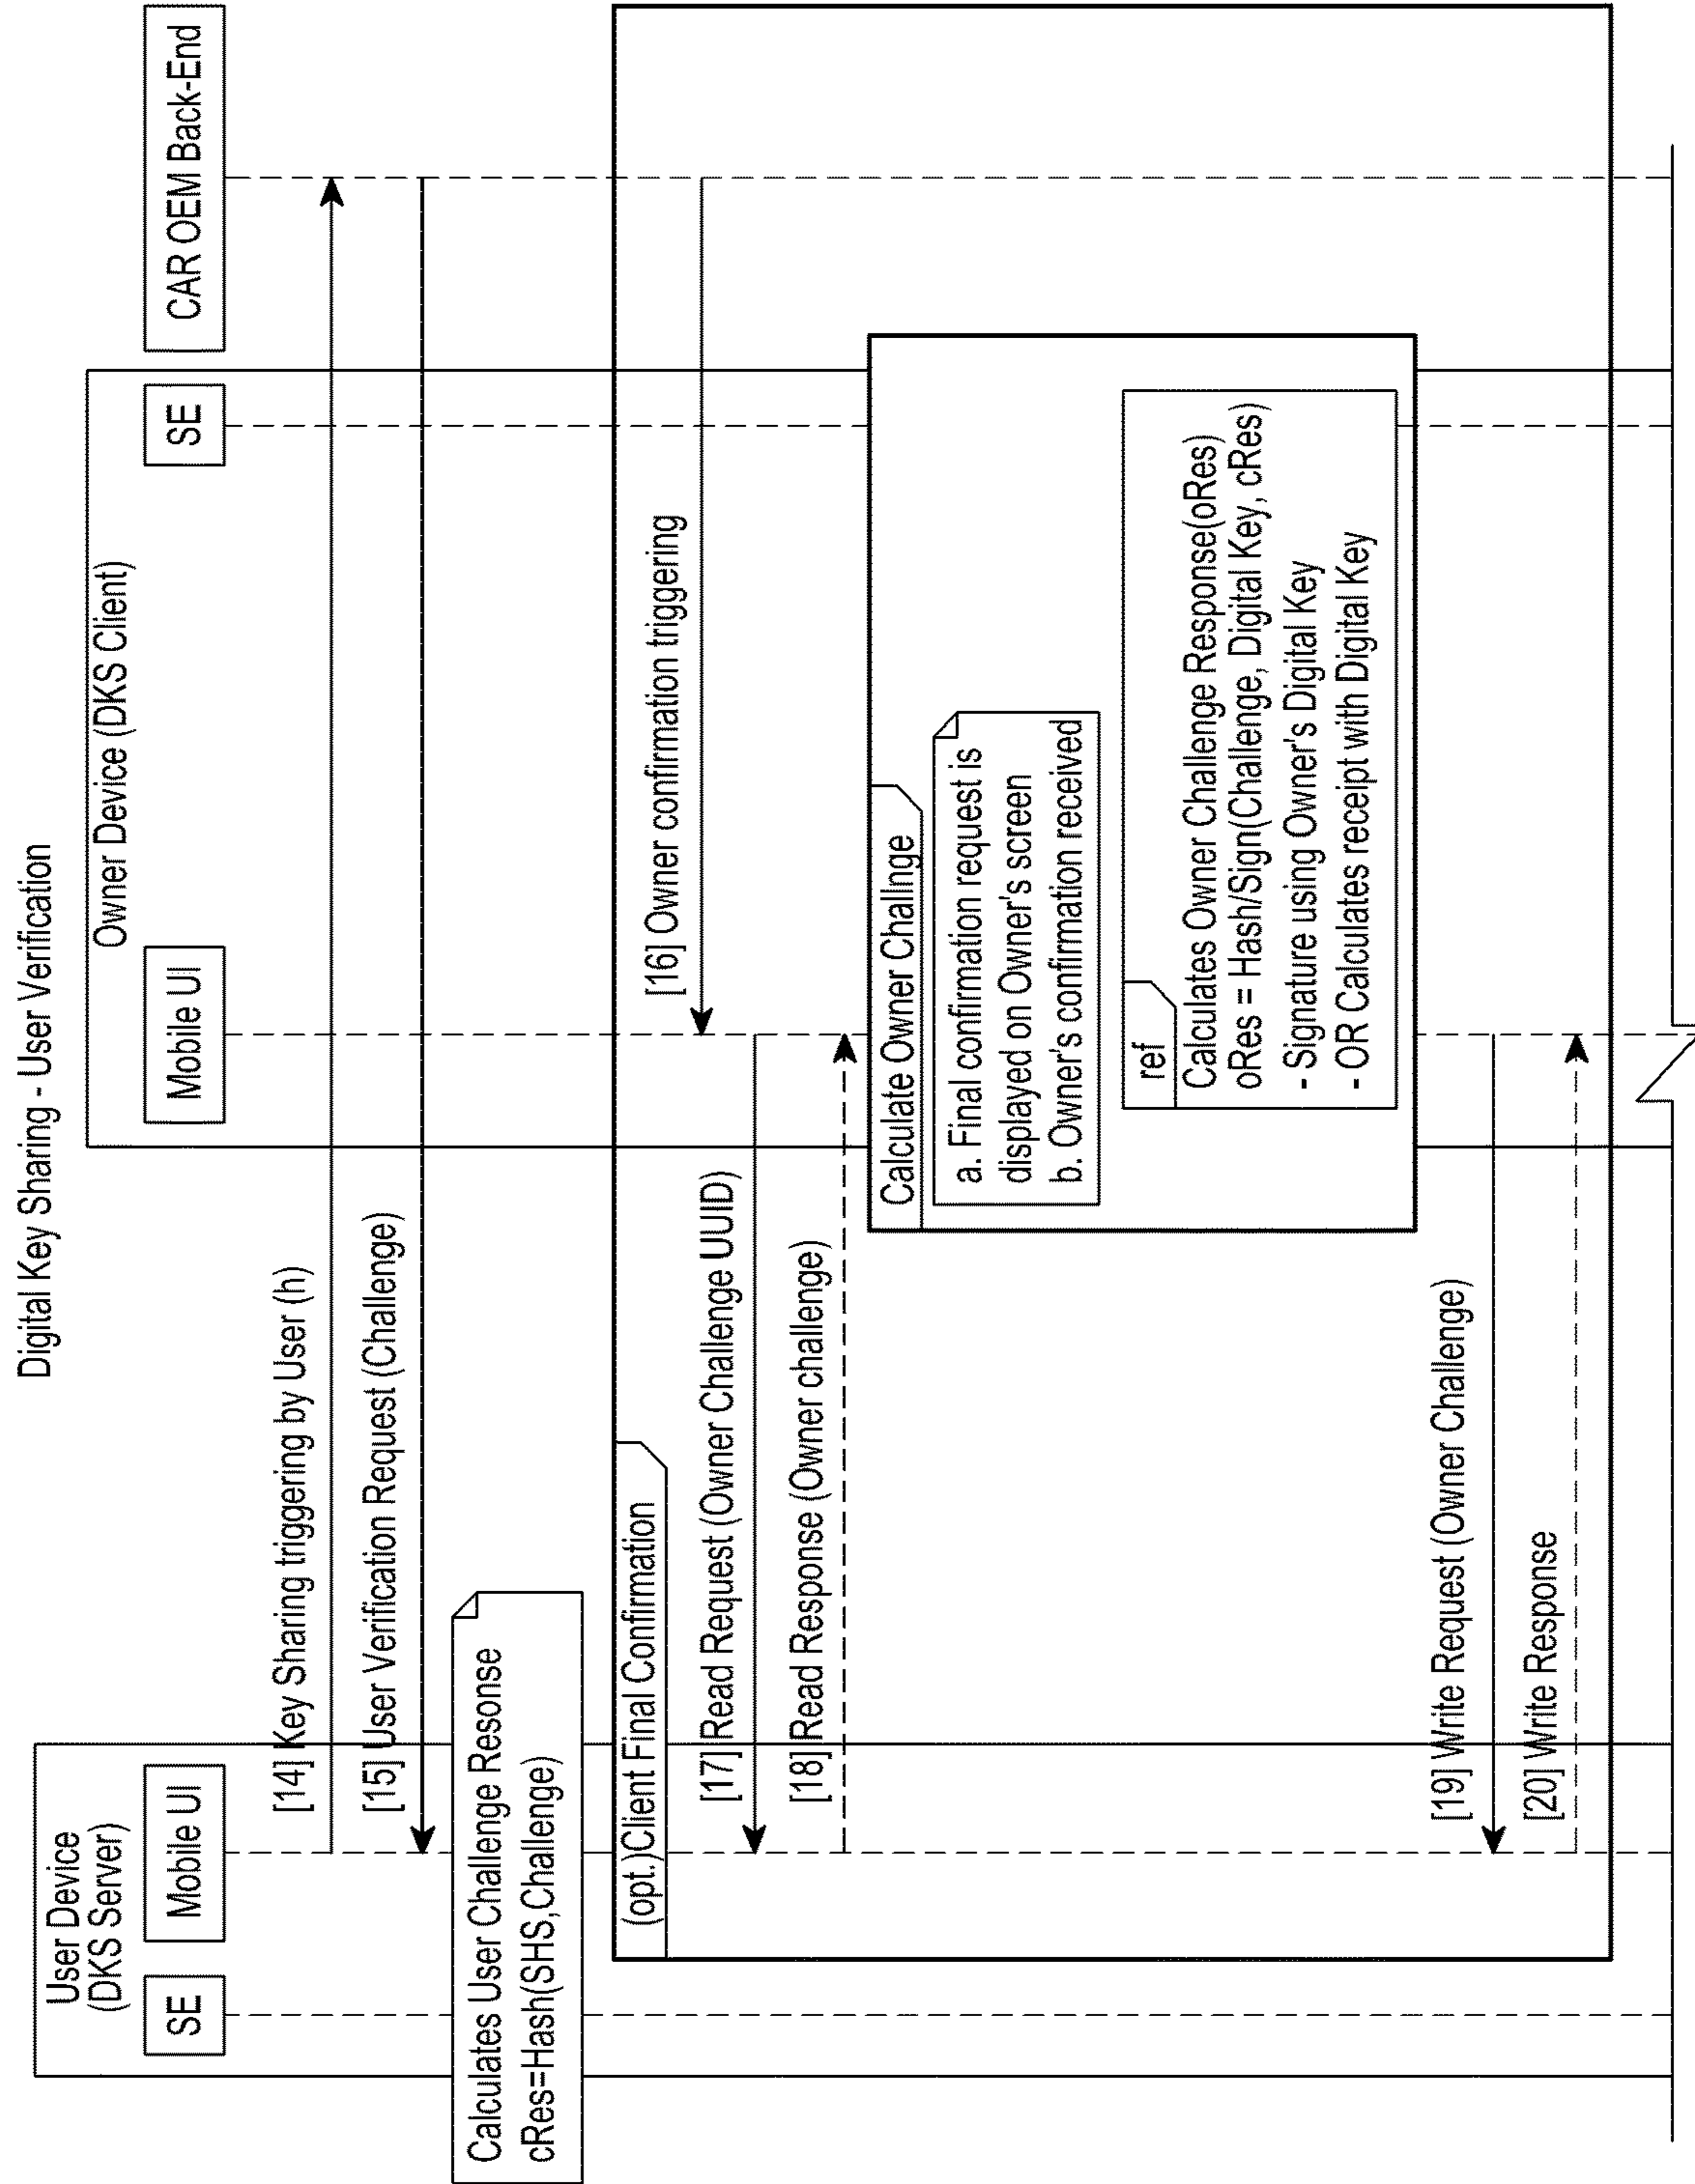 Digital Key Sharing - User Verification
User Device
(DKS Server)
SE
Mobile UI
Owner Device (DKS Client)
Mobile UI
SE
CAR OEM Back-End
[14] Key Sharing triggering by User (h)
[15] User Verification Request (Challenge)
Calculates User Challenge Resonse
cRes=Hash(SHS,Challenge)
(opt.)Client Final Confirmation
[16] Owner confirmation triggering
[17] Read Request (Owner Challenge UUID)
[18] Read Response (Owner challenge)
Calculate Owner Challnge
a. Final confirmation request is
displayed on Owner's screen
b. Owner's confirmation received
ref
Calculates Owner Challenge Response(oRes)
oRes = Hash/Sign(Challenge, Digital Key, cRes)
- Signature using Owner's Digital Key
- OR Calculates receipt with Digital Key
[19] Write Request (Owner Challenge)
[20] Write Response